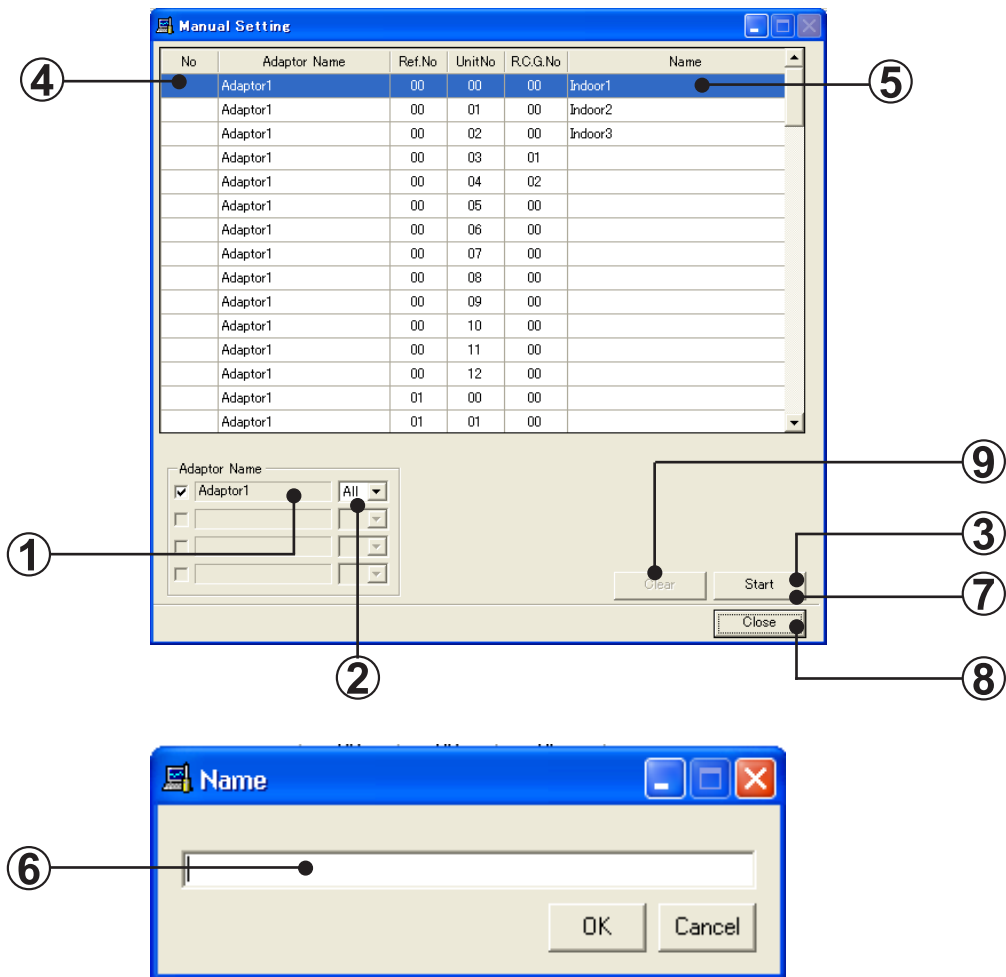 Manual Setting
No Adaptor Name Ref.No UnitNo R.C.G.No Name
④ Adaptor1 00 00 00 Indoor1 ⑤
Adaptor1 00 01 00 Indoor2
Adaptor1 00 02 00 Indoor3
Adaptor1 00 03 01
Adaptor1 00 04 02
Adaptor1 00 05 00
Adaptor1 00 06 00
Adaptor1 00 07 00
Adaptor1 00 08 00
Adaptor1 00 09 00
Adaptor1 00 10 00
Adaptor1 00 11 00
Adaptor1 00 12 00
Adaptor1 01 00 00
Adaptor1 01 01 00
Adaptor Name
Adaptor1 All
①
②
⑨
③
Clear Start
⑦
Close
⑧
Name
⑥
OK Cancel